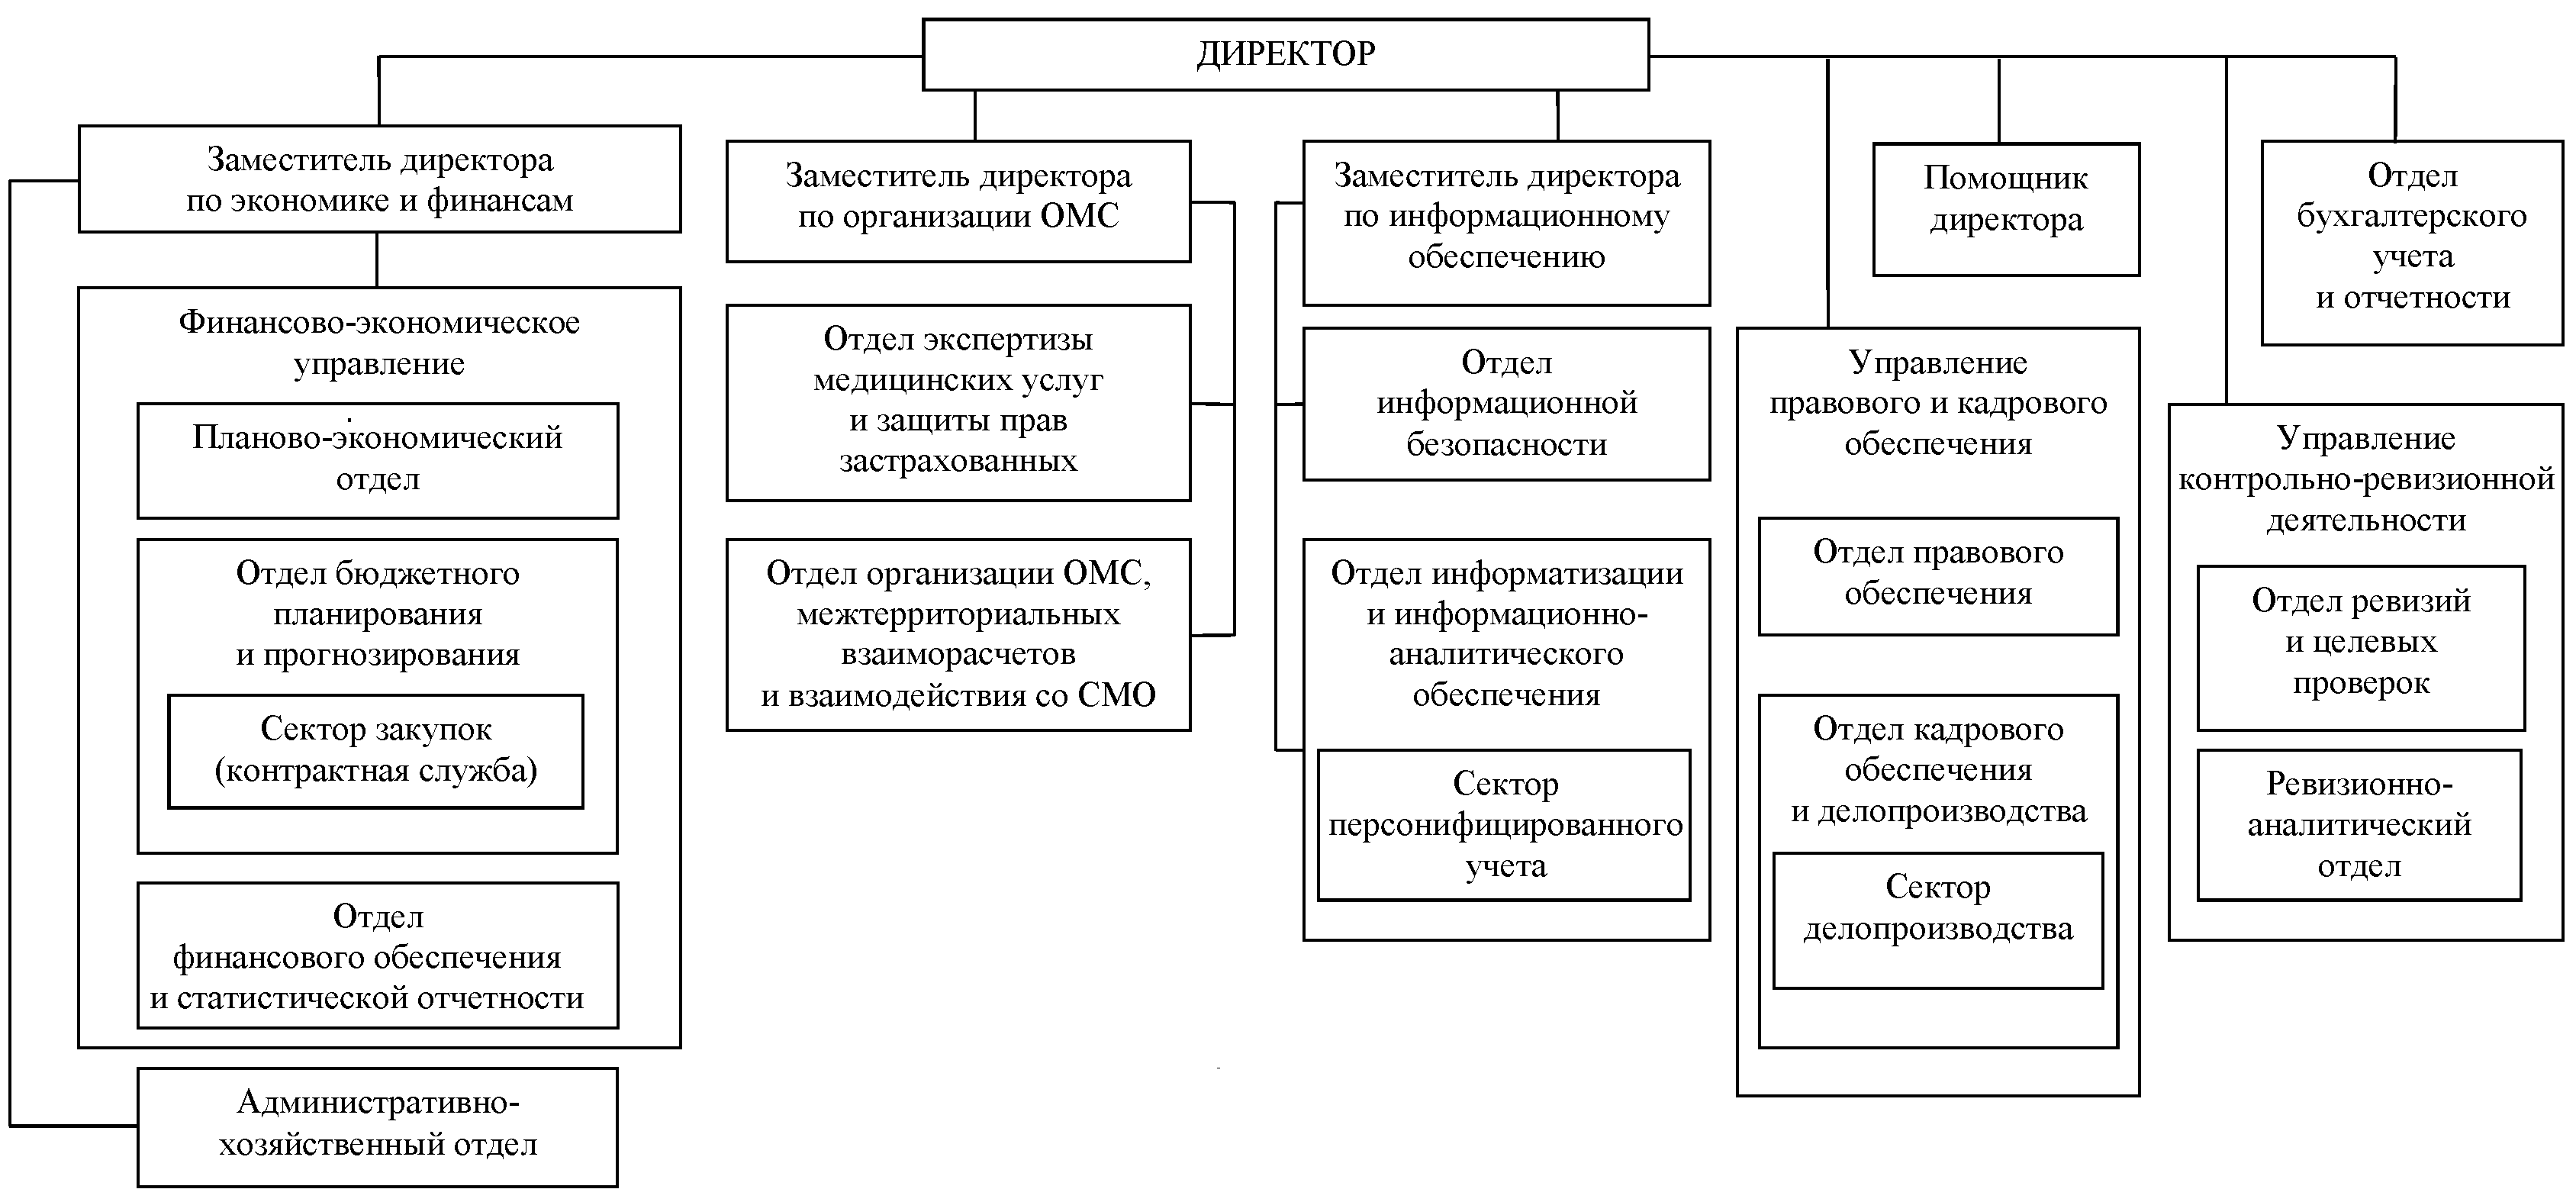 ДИРЕКТОР
Заместитель директора
по экономике и финансам
Финансово-экономическое
управление
Планово-экономический
отдел
Отдел бюджетного
планирования
и прогнозирования
Сектор закупок
(контрактная служба)
Отдел
финансового обеспечения
и статистической отчетности
Административно-
хозяйственный отдел
Заместитель директора
по организации ОМС
Отдел экспертизы
медицинских услуг
и защиты прав
застрахованных
Отдел организации ОМС,
межтерриториальных
взаиморасчетов
и взаимодействия со СМО
Заместитель директора
по информационному
обеспечению
Отдел
информационной
безопасности
Отдел информатизации
и информационно-
аналитического
обеспечения
Сектор
персонифицированного
учета
Управление
правового и кадрового
обеспечения
Отдел правового
обеспечения
Отдел кадрового
обеспечения
и делопроизводства
Сектор
делопроизводства
Помощник
директора
Управление
контрольно-ревизионной
деятельности
Отдел ревизий
и целевых
проверок
Ревизионно-
аналитический
отдел
Отдел
бухгалтерского
учета
и отчетности